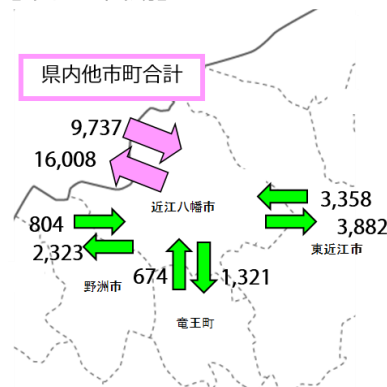 県内他市町合計
9,737
16,008
近江八幡市
3,358
3,882
東近江市
804
2,323
野洲市
674
1,321
竜王町